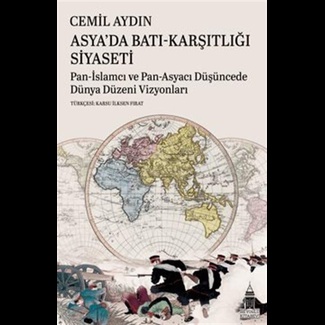 CEMİL AYDIN
ASYA'DA BATI-KARŞITLIĞI
SİYASETİ
Pan-İslamcı ve Pan-Asyacı Düşüncede
Dünya Düzeni Vizyonları
TÜRKÇESİ: KARSU İLKSEN FIRAT